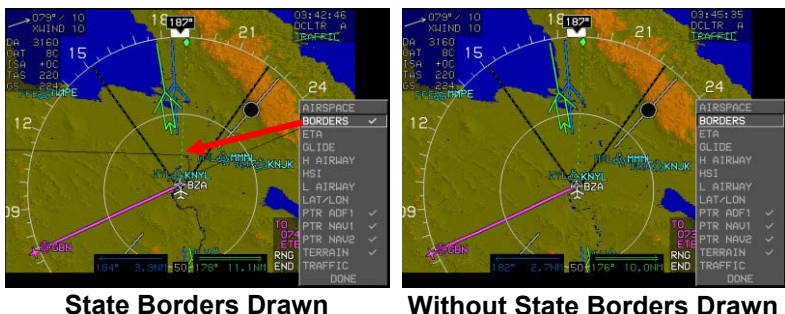 079° / 10
XWIND 10
187°
03:42:46
DCLTR A
TRAFFIC
DA 3160
OAT 8C
ISA +0C
TAS 220
GS 224
15
18
21
24
12
09
AIRSPACE
BORDERS ✓
ETA
GLIDE
H AIRWAY
HSI
L AIRWAY
LAT/LON
PTR ADF1 ✓
PTR NAV1 ✓
PTR NAV2 ✓
TERRAIN ✓
TRAFFIC
DONE
KNJK
KNYL
BZA
GBN
TO
RNG
END
184° 3.9NM
50
178° 11.1NM
State Borders Drawn
079° / 10
XWIND 10
187°
03:45:35
DCLTR A
TRAFFIC
DA 3160
OAT 8C
ISA +0C
TAS 220
GS 224
15
18
21
24
12
09
AIRSPACE
BORDERS
ETA
GLIDE
H AIRWAY
HSI
L AIRWAY
LAT/LON
PTR ADF1 ✓
PTR NAV1 ✓
PTR NAV2 ✓
TERRAIN ✓
TRAFFIC
DONE
KNJK
KNYL
BZA
GBN
TO
RNG
END
182° 2.7NM
50
176° 10.0NM
Without State Borders Drawn